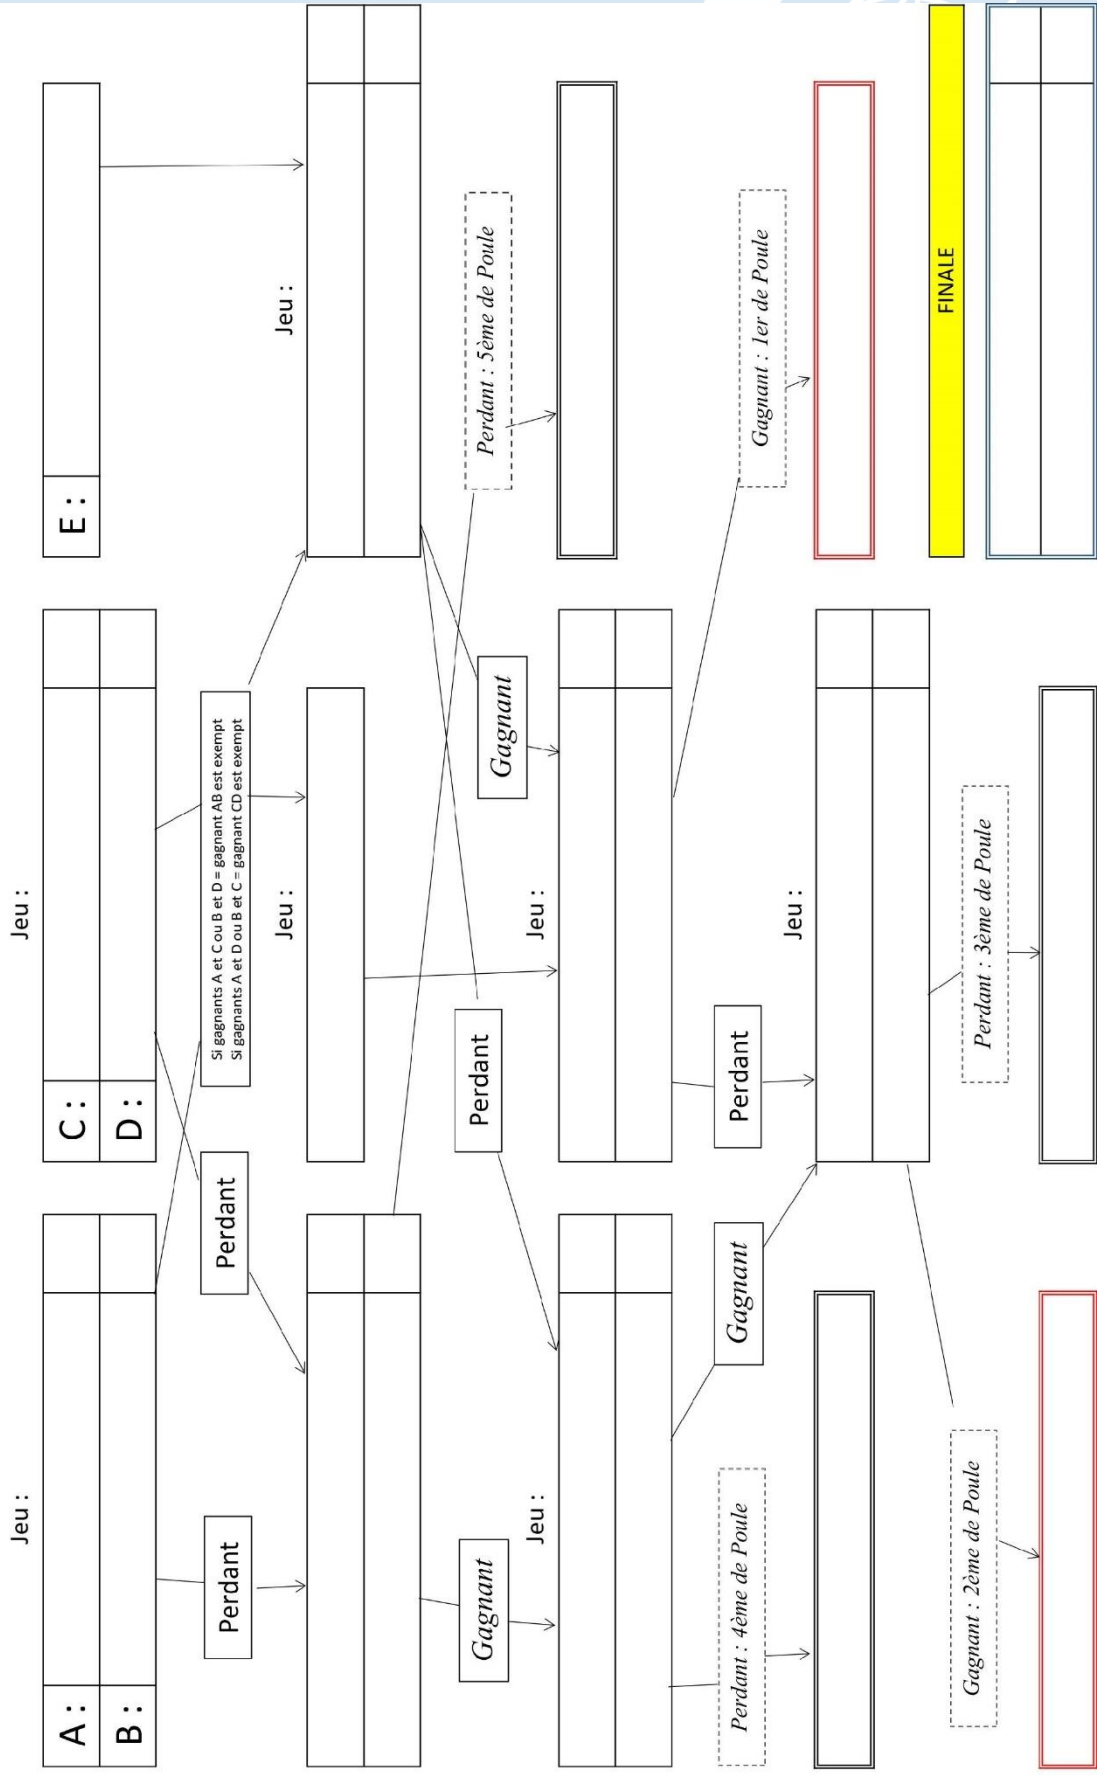 Jeu :
Jeu :
A :
B :
C :
D :
E :
Perdant
Perdant
Si gagnants A et C ou B et D = gagnant AB est exempt
Si gagnants A et D ou B et C = gagnant CD est exempt
Jeu :
Jeu :
Gagnant
Perdant
Gagnant
Perdant : 5ème de Poule
Jeu :
Jeu :
Perdant : 4ème de Poule
Gagnant
Perdant
Gagnant : 1er de Poule
Jeu :
Gagnant : 2ème de Poule
Perdant : 3ème de Poule
FINALE